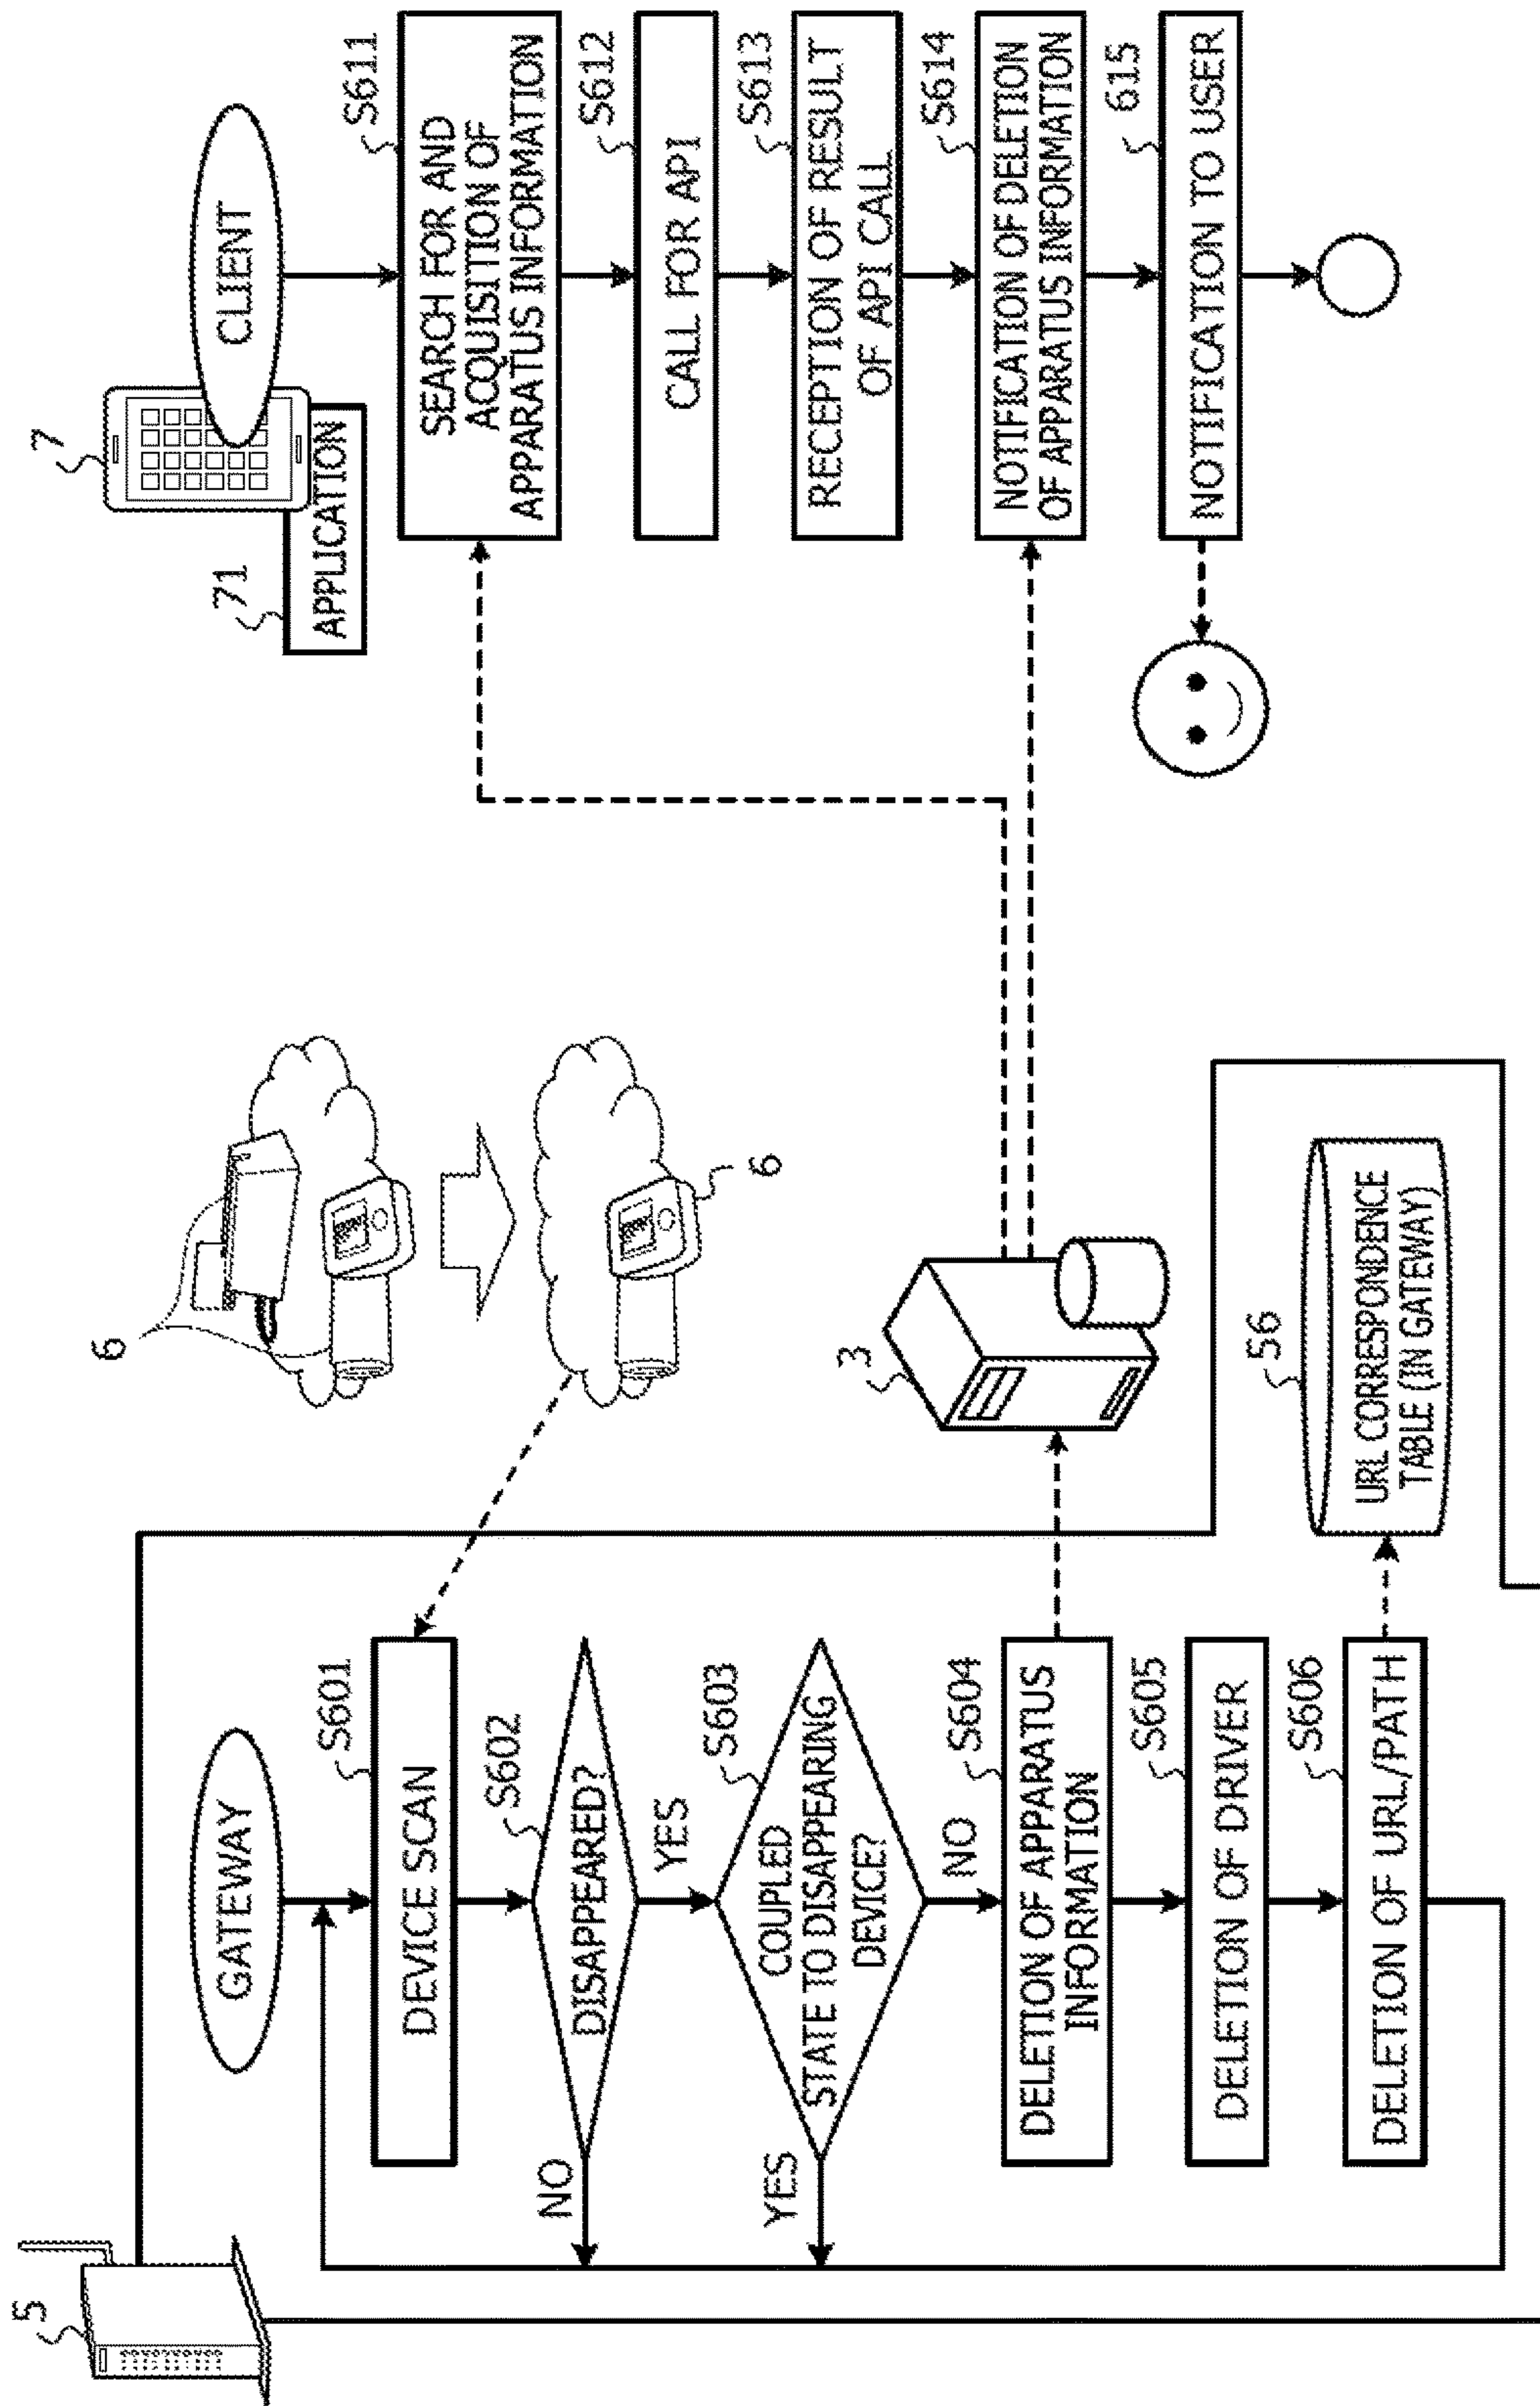 5
GATEWAY
S601
DEVICE SCAN
S602
DISAPPEARED?
NO
YES
S603
COUPLED
STATE TO DISAPPEARING
DEVICE?
YES
NO
S604
DELETION OF APPARATUS
INFORMATION
S605
DELETION OF DRIVER
S606
DELETION OF URL/PATH
6
6
3
56
URL CORRESPONDENCE
TABLE (IN GATEWAY)
7
71
APPLICATION
CLIENT
S611
SEARCH FOR AND
ACQUISITION OF
APPARATUS INFORMATION
S612
CALL FOR API
S613
RECEPTION OF RESULT
OF API CALL
S614
NOTIFICATION OF DELETION
OF APPARATUS INFORMATION
615
NOTIFICATION TO USER